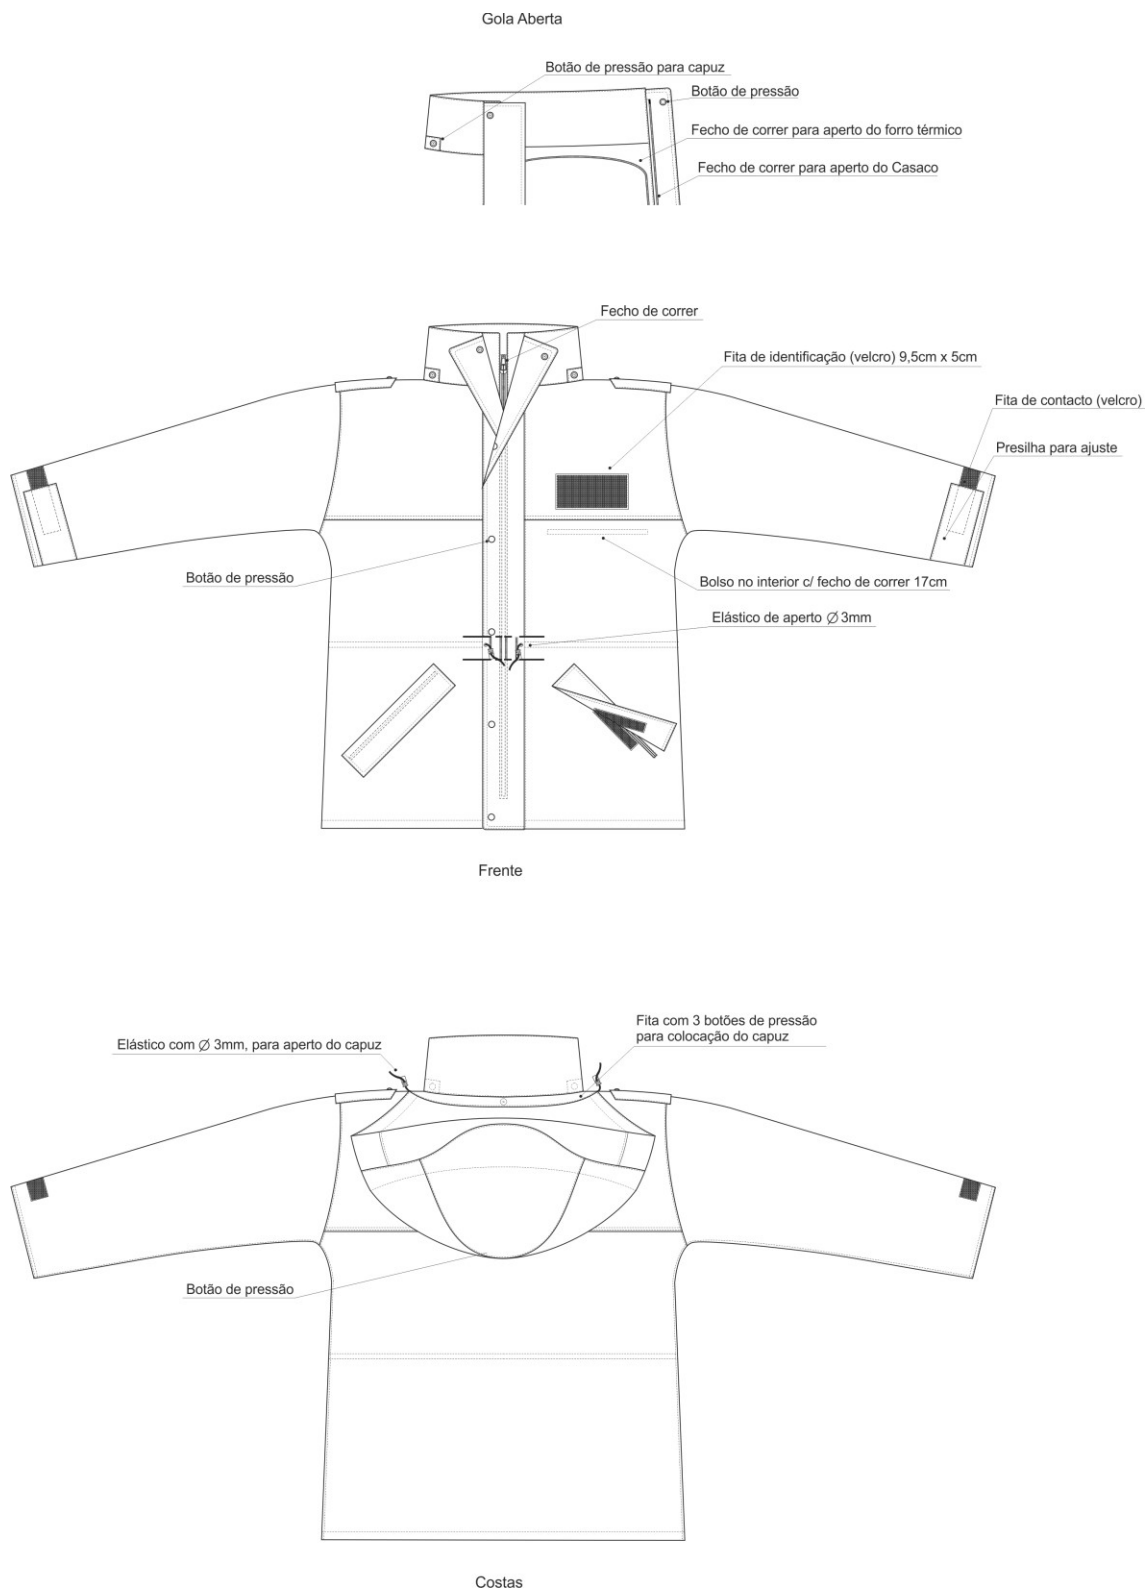 Gola Aberta
Botão de pressão para capuz
Botão de pressão
Fecho de correr para aperto do forro térmico
Fecho de correr para aperto do Casaco
Fecho de correr
Fita de identificação (velcro) 9,5cm x 5cm
Fita de contacto (velcro)
Presilha para ajuste
Botão de pressão
Bolso no interior c/ fecho de correr 17cm
Elástico de aperto ∅ 3mm
Frente
Fita com 3 botões de pressão
para colocação do capuz
Elástico com ∅ 3mm, para aperto do capuz
Botão de pressão
Costas